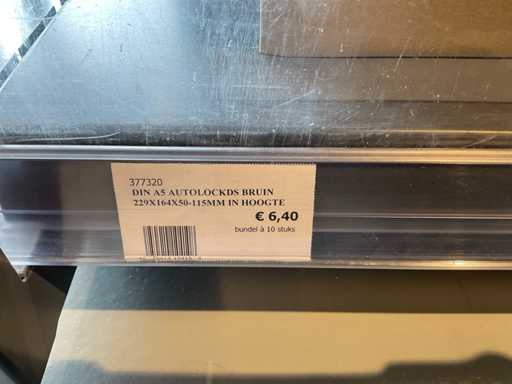 377320
DIN A5 AUTOLOCKDS BRUIN
229X164X50-115MM IN HOOGTE
€ 6,40
bundel à 10 stuks